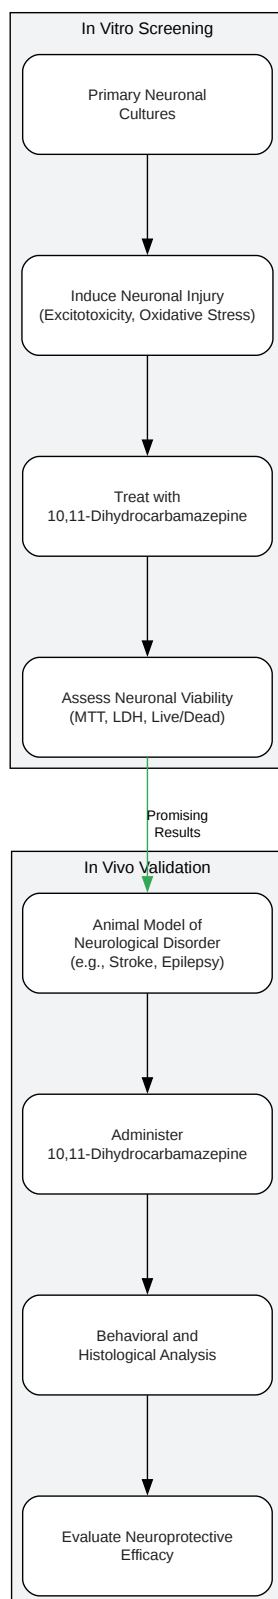 In Vitro Screening
Primary Neuronal
Cultures
Induce Neuronal Injury
(Excitotoxicity, Oxidative Stress)
Treat with
10,11-Dihydrocarbamazepine
Assess Neuronal Viability
(MTT, LDH, Live/Dead)
Promising
Results
In Vivo Validation
Animal Model of
Neurological Disorder
(e.g., Stroke, Epilepsy)
Administer
10,11-Dihydrocarbamazepine
Behavioral and
Histological Analysis
Evaluate Neuroprotective
Efficacy